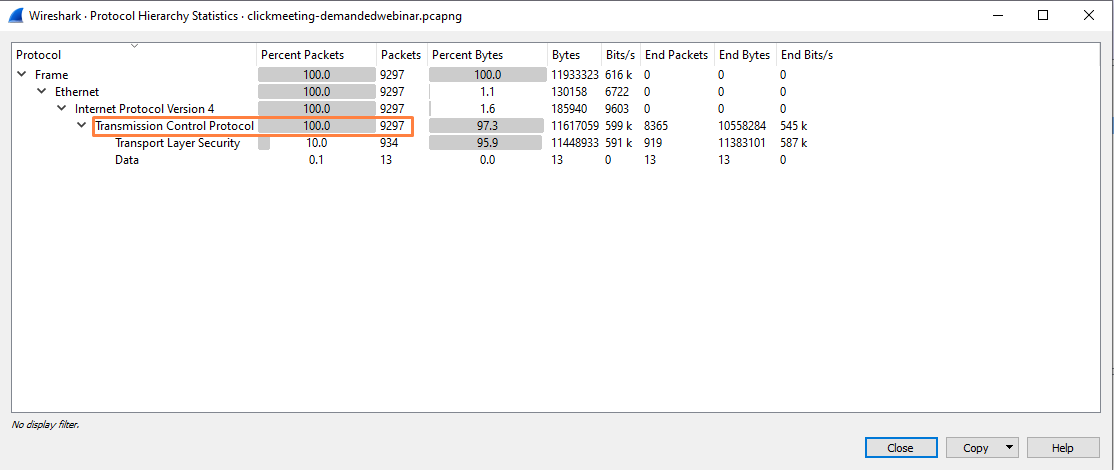 Wireshark · Protocol Hierarchy Statistics · clickmeeting-demandedwebinar.pcapng
Protocol Percent Packets Packets Percent Bytes Bytes Bits/s End Packets End Bytes End Bits/s
Frame 100.0 9297 100.0 11933323 616 k 0 0 0
Ethernet 100.0 9297 1.1 130158 6722 0 0 0
Internet Protocol Version 4 100.0 9297 1.6 185940 9603 0 0 0
Transmission Control Protocol 100.0 9297 97.3 11617059 599 k 8365 10558284 545 k
Transport Layer Security 10.0 934 95.9 11448933 591 k 919 11383101 587 k
Data 0.1 13 0.0 13 0 13 13 0
No display filter.
Close Copy Help